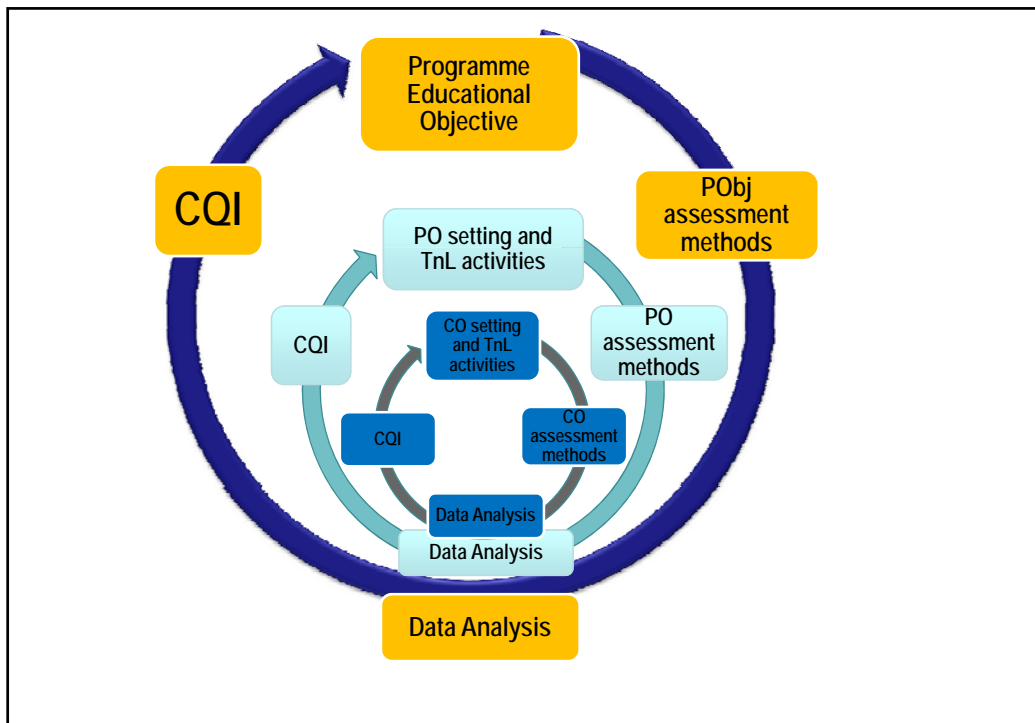 Programme
Educational
Objective
CQI
PObj
assessment
methods
PO setting and
TnL activities
CQI
PO
assessment
methods
CO setting
and TnL
activities
CQI
CO
assessment
methods
Data Analysis
Data Analysis
Data Analysis